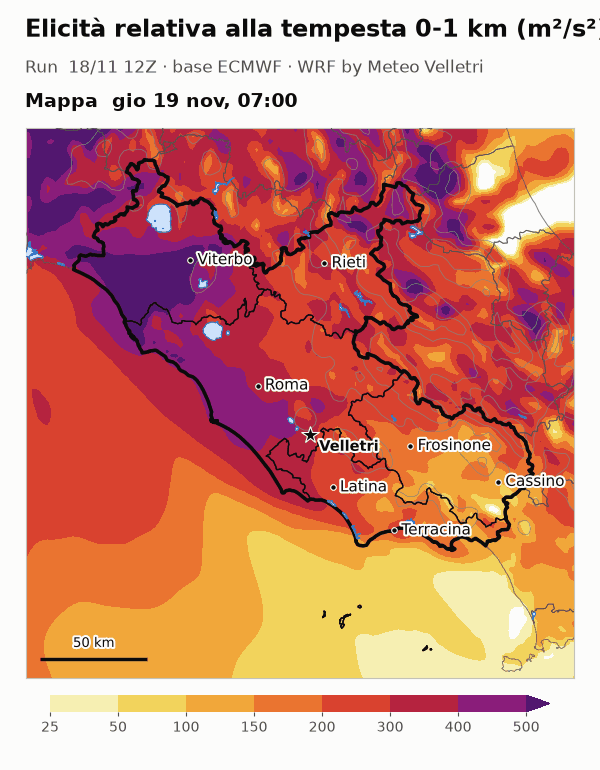 Elicità relativa alla tempesta 0-1 km (m²/s²)
Run  18/11 12Z · base ECMWF · WRF by Meteo Velletri
Mappa  gio 19 nov, 07:00
Viterbo
Rieti
Roma
Velletri
Frosinone
Cassino
Latina
Terracina
50 km
25 50 100 150 200 300 400 500